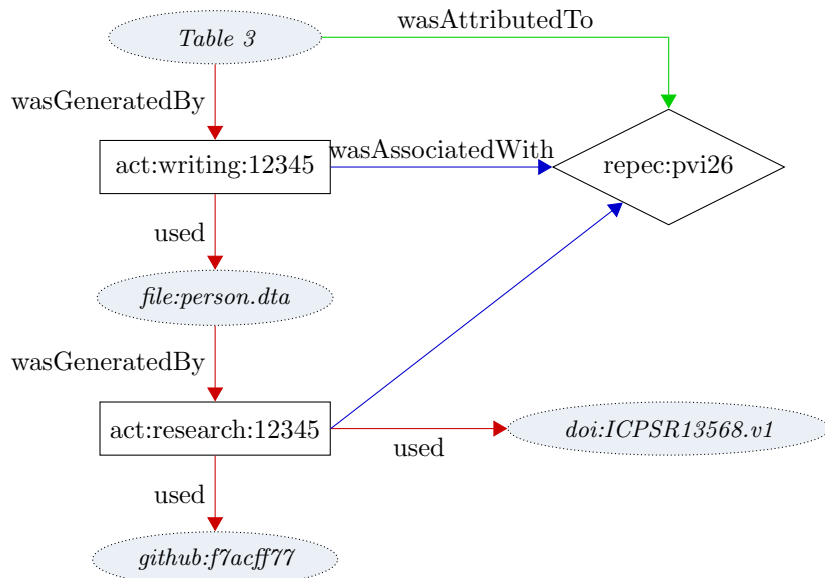 wasAttributedTo
Table 3
wasGeneratedBy
wasAssociatedWith
act:writing:12345
repec:pvi26
used
file:person.dta
wasGeneratedBy
act:research:12345
doi:ICPSR13568.v1
used
used
github:f7acff77